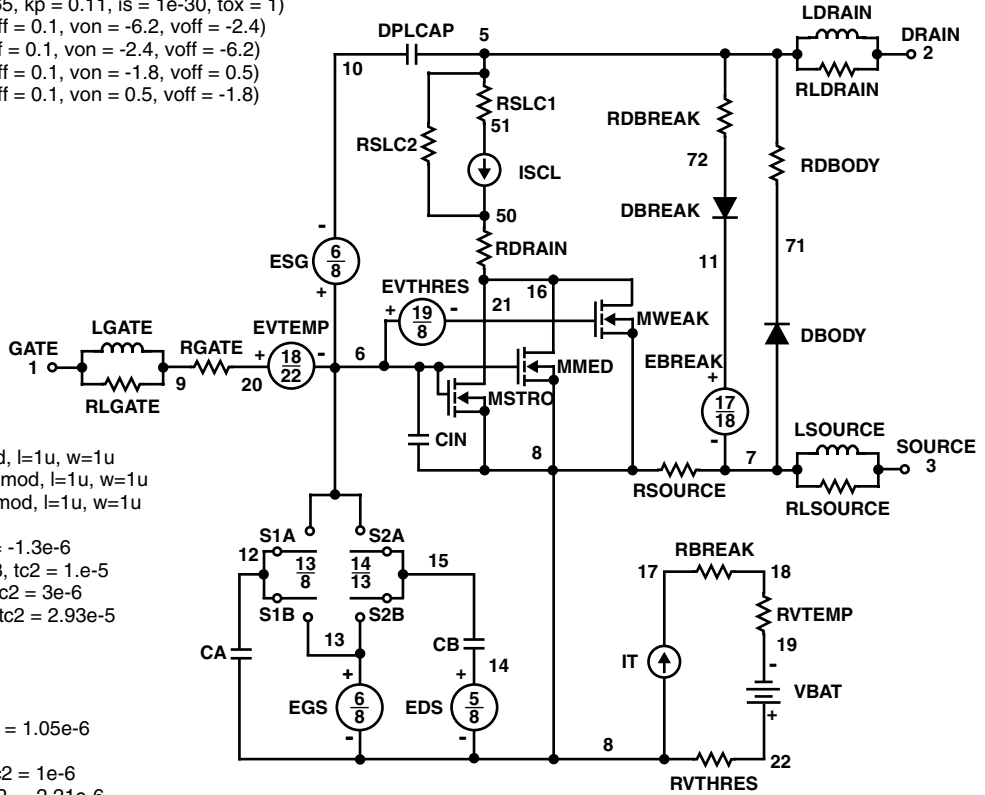 65, kp = 0.11, is = 1e-30, tox = 1)
off = 0.1, von = -6.2, voff = -2.4)
ff = 0.1, von = -2.4, voff = -6.2)
ff = 0.1, von = -1.8, voff = 0.5)
ff = 0.1, von = 0.5, voff = -1.8)
DPLCAP
5
10
RSLC1
51
RSLC2
ISCL
50
RDRAIN
ESG
6
8
-
+
EVTHRES
+
19
8
-
16
21
MWEAK
MMED
MSTRO
CIN
8
LDRAIN
DRAIN
2
RLDRAIN
RDBREAK
72
RDBODY
DBREAK
71
11
DBODY
EBREAK
+
17
18
-
LSOURCE
SOURCE
3
7
RSOURCE
RLSOURCE
GATE
1
LGATE
RLGATE
9
RGATE
20
EVTEMP
+
18
22
-
6
d, l=1u, w=1u
mod, l=1u, w=1u
mod, l=1u, w=1u
= -1.3e-6
3, tc2 = 1.e-5
c2 = 3e-6
tc2 = 2.93e-5
= 1.05e-6
c2 = 1e-6
S1A
S2A
12
13
8
14
13
15
S1B
S2B
13
CA
CB
14
+
EGS
6
8
-
+
EDS
5
8
-
8
RBREAK
17
18
RVTEMP
19
-
IT
VBAT
+
22
RVTHRES